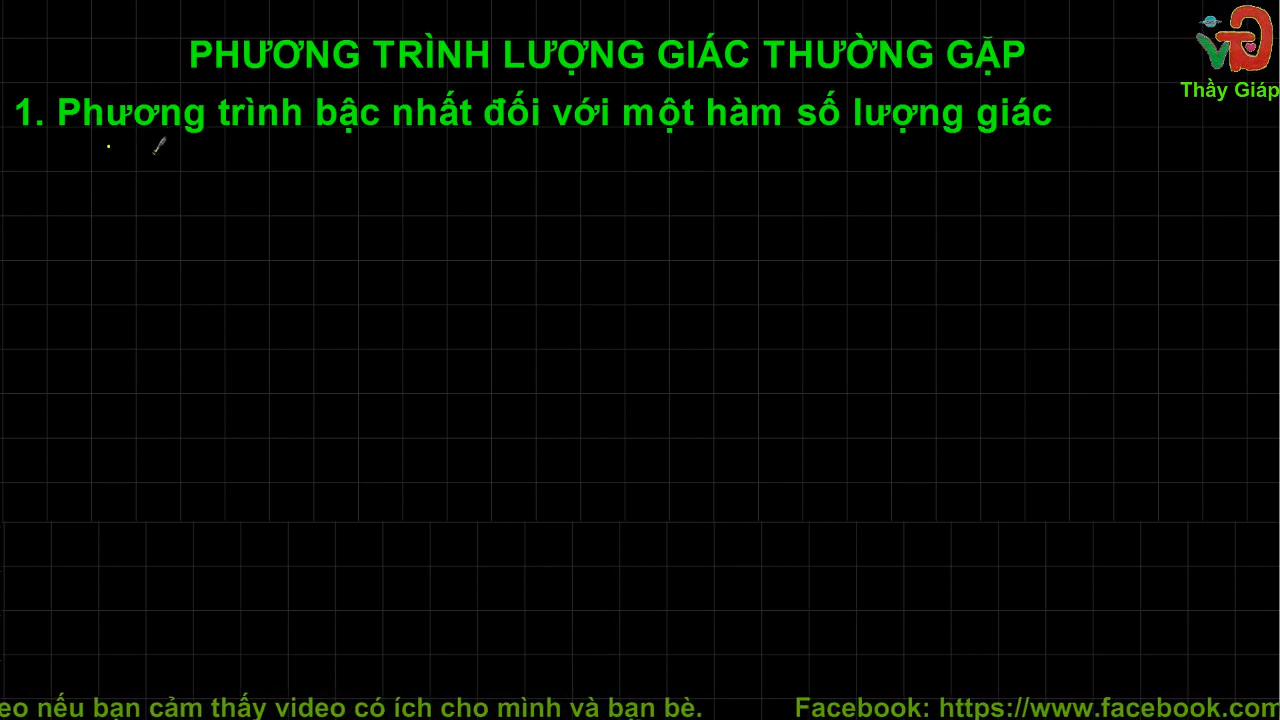 PHƯƠNG TRÌNH LƯỢNG GIÁC THƯỜNG GẶP
Thầy Giáp
1. Phương trình bậc nhất đối với một hàm số lượng giác
eo nếu bạn cảm thấy video có ích cho mình và bạn bè. Facebook: https://www.facebook.com